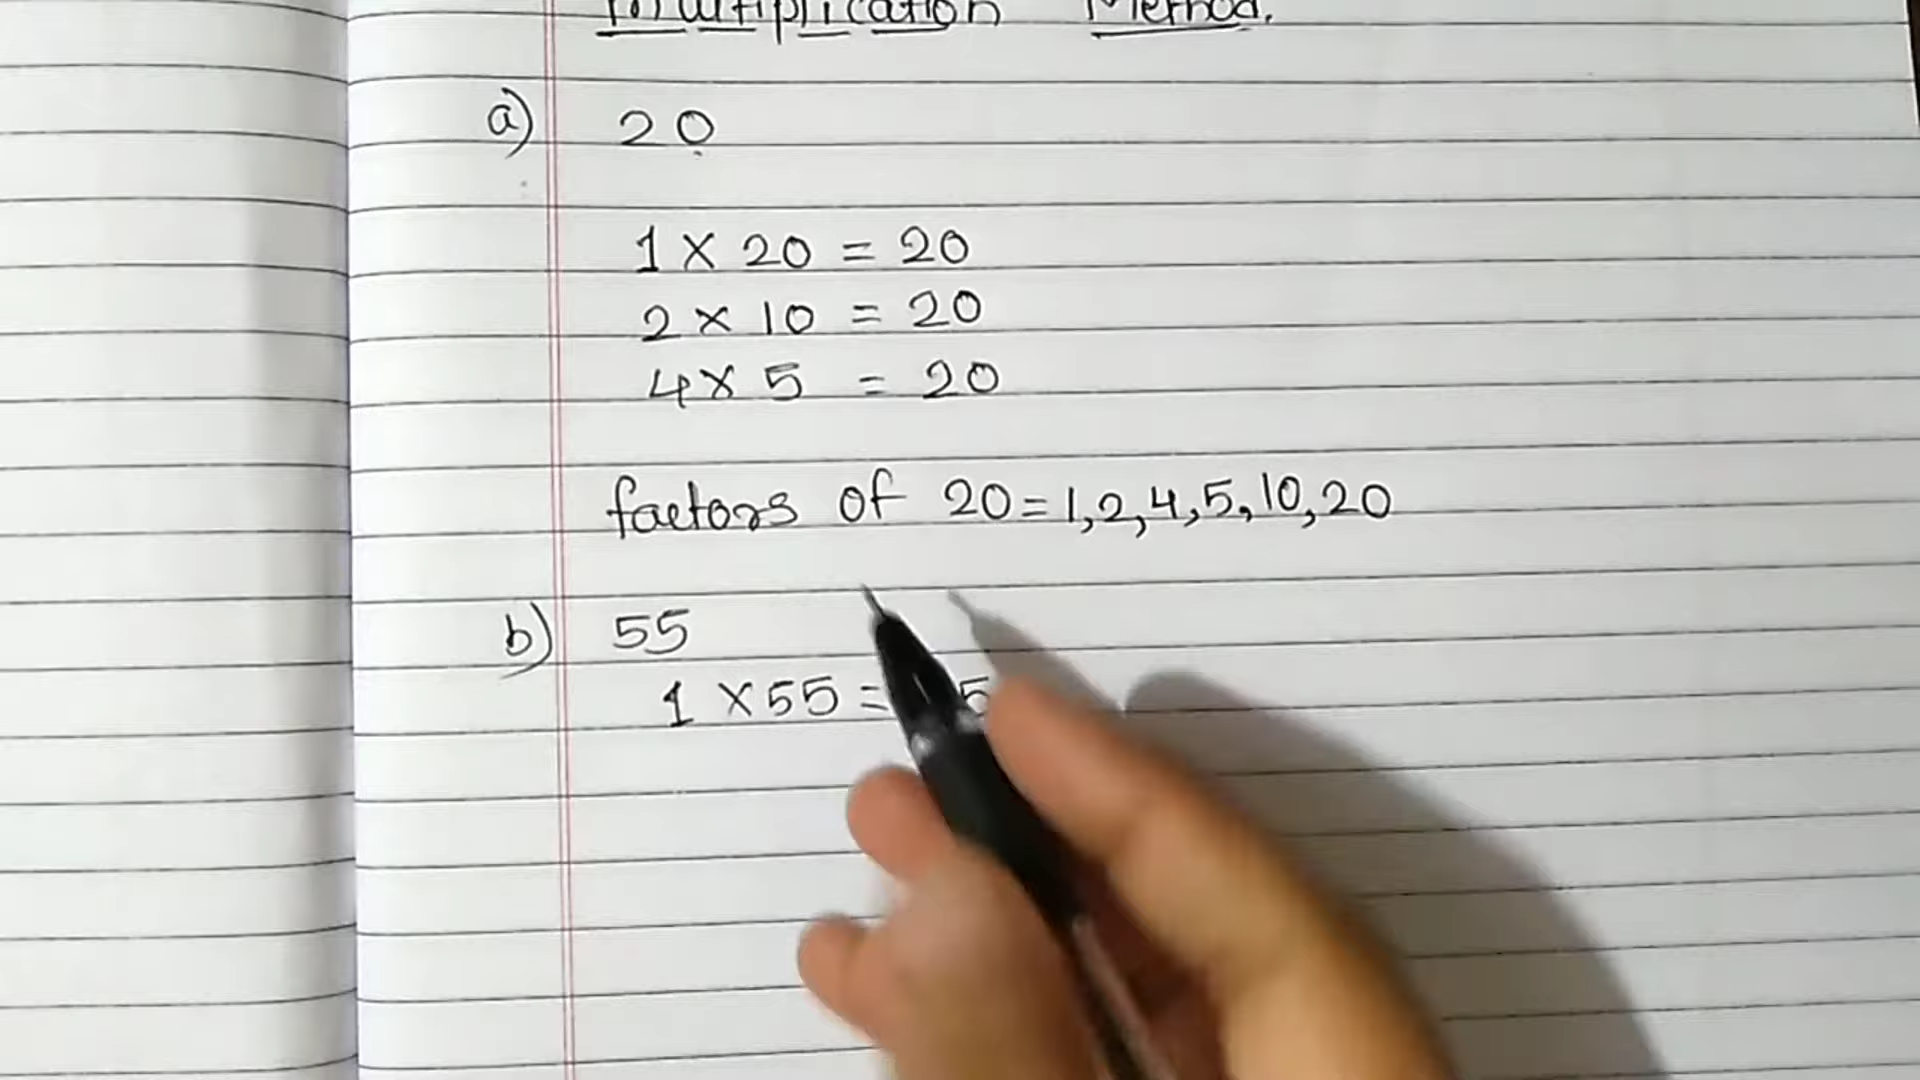 Multiplication Method.
a) 20
1 × 20 = 20
2 × 10 = 20
4 × 5 = 20
factors of 20 = 1, 2, 4, 5, 10, 20
b) 55
1 × 55 = 5